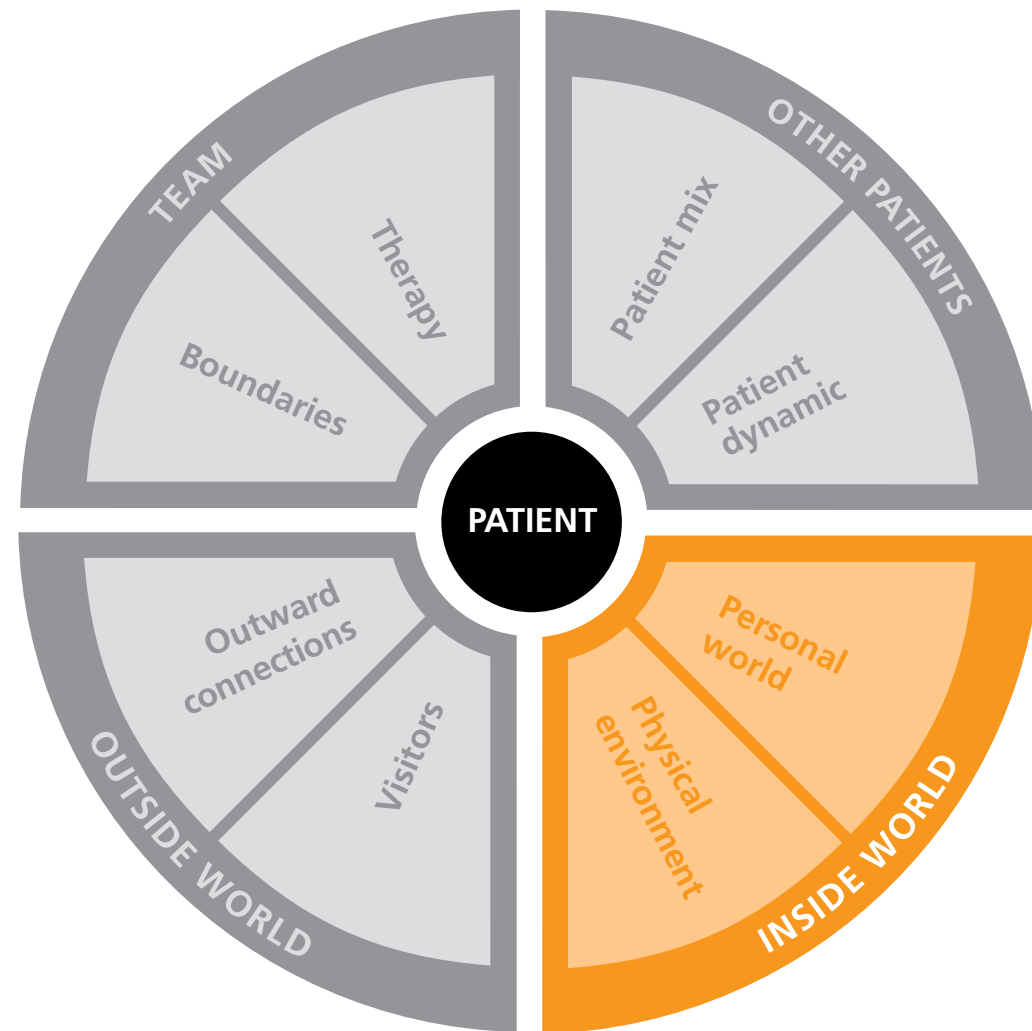 TEAM
Therapy
Boundaries
OTHER PATIENTS
Patient mix
Patient
dynamic
PATIENT
Outward
connections
Visitors
OUTSIDE WORLD
Personal
world
Physical
environment
INSIDE WORLD